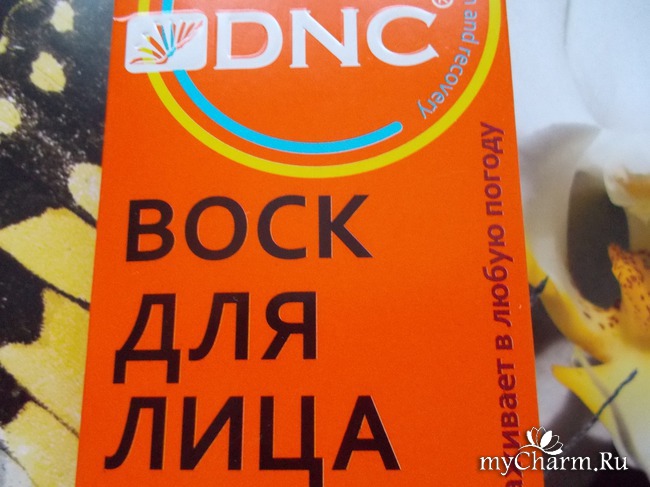 DNC®
and recovery
ВОСК
ДЛЯ
ЛИЦА
в любую погоду
myCharm.Ru